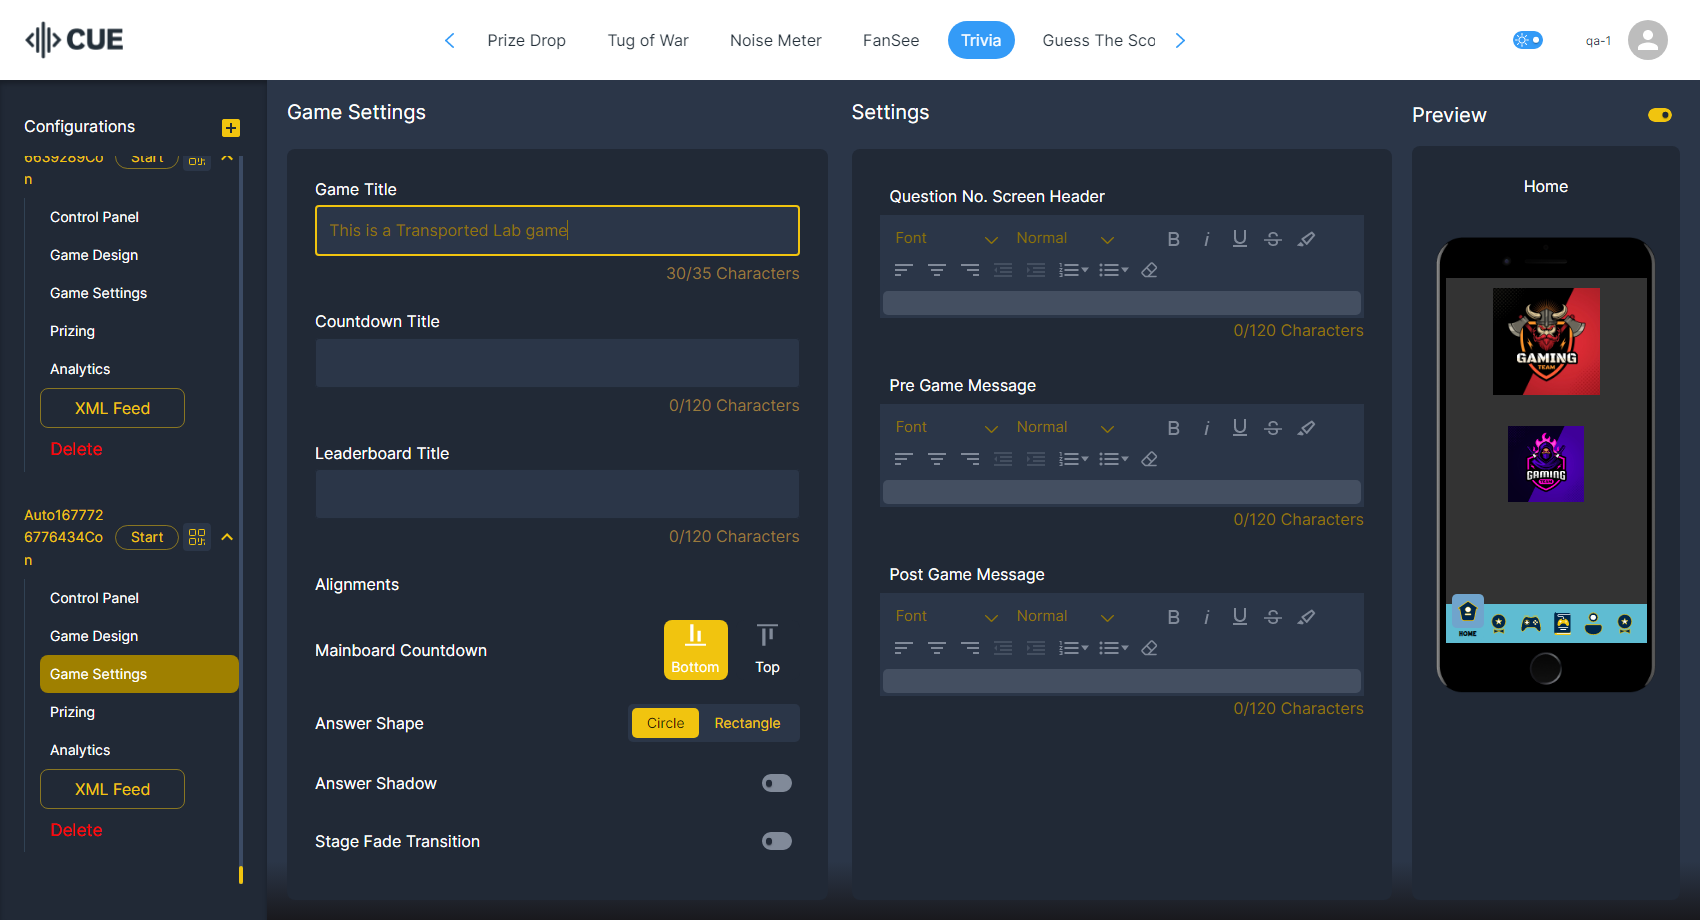 CUE
Prize Drop
Tug of War
Noise Meter
FanSee
Trivia
Guess The Sco
qa-1
Configurations
6639289Co
n
Start
Control Panel
Game Design
Game Settings
Prizing
Analytics
XML Feed
Delete
Auto167772
6776434Co
n
Start
Control Panel
Game Design
Game Settings
Prizing
Analytics
XML Feed
Delete
Game Settings
Game Title
This is a Transported Lab game
30/35 Characters
Countdown Title
0/120 Characters
Leaderboard Title
0/120 Characters
Alignments
Mainboard Countdown
Bottom
Top
Answer Shape
Circle
Rectangle
Answer Shadow
Stage Fade Transition
Settings
Question No. Screen Header
Font
Normal
B
i
U
S
0/120 Characters
Pre Game Message
Font
Normal
B
i
U
S
0/120 Characters
Post Game Message
Font
Normal
B
i
U
S
0/120 Characters
Preview
Home
GAMING
TEAM
GAMING
TEAM
HOME